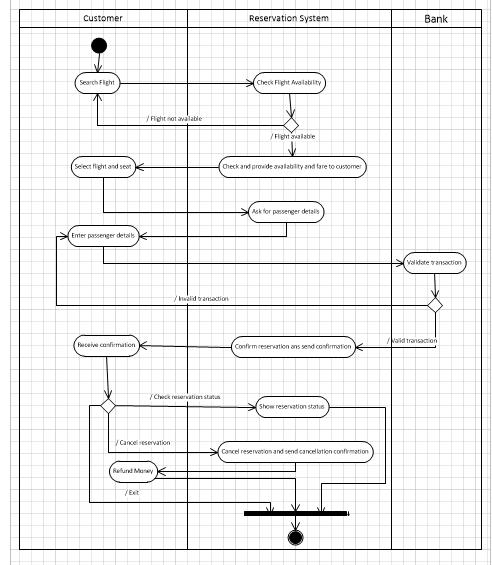 Customer
Reservation System
Bank
Search Flight
Check Flight Availability
/ Flight not available
/ Flight available
Select flight and seat
Check and provide availability and fare to customer
Ask for passenger details
Enter passenger details
Validate transaction
/ Invalid transaction
/ Valid transaction
Receive confirmation
Confirm reservation ans send confirmation
/ Check reservation status
Show reservation status
/ Cancel reservation
Cancel reservation and send cancellation confirmation
Refund Money
/ Exit